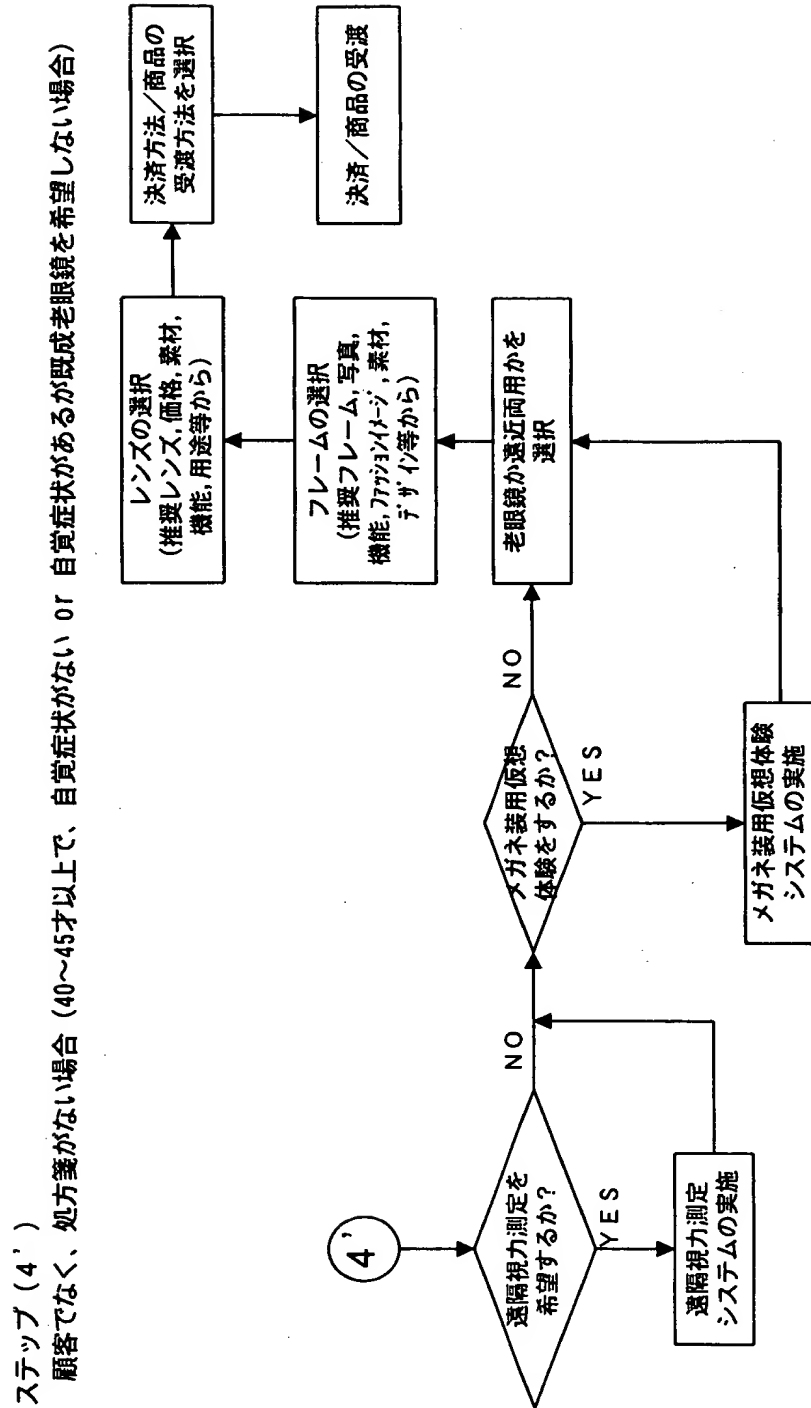 ステップ(4')
顧客でなく、処方箋がない場合(40〜45才以上で、自覚症状がない or 自覚症状があるが既成老眼鏡を希望しない場合)
4'
遠隔視力測定を
希望するか?
NO
YES
遠隔視力測定
システムの実施
メガネ装用仮想
体験をするか?
NO
YES
メガネ装用仮想体験
システムの実施
老眼鏡か遠近両用かを
選択
フレームの選択
(推奨フレーム,写真,
機能,ファッションイメージ,素材,
デザイン等から)
レンズの選択
(推奨レンズ,価格,素材,
機能,用途等から)
決済方法/商品の
受渡方法を選択
決済/商品の受渡